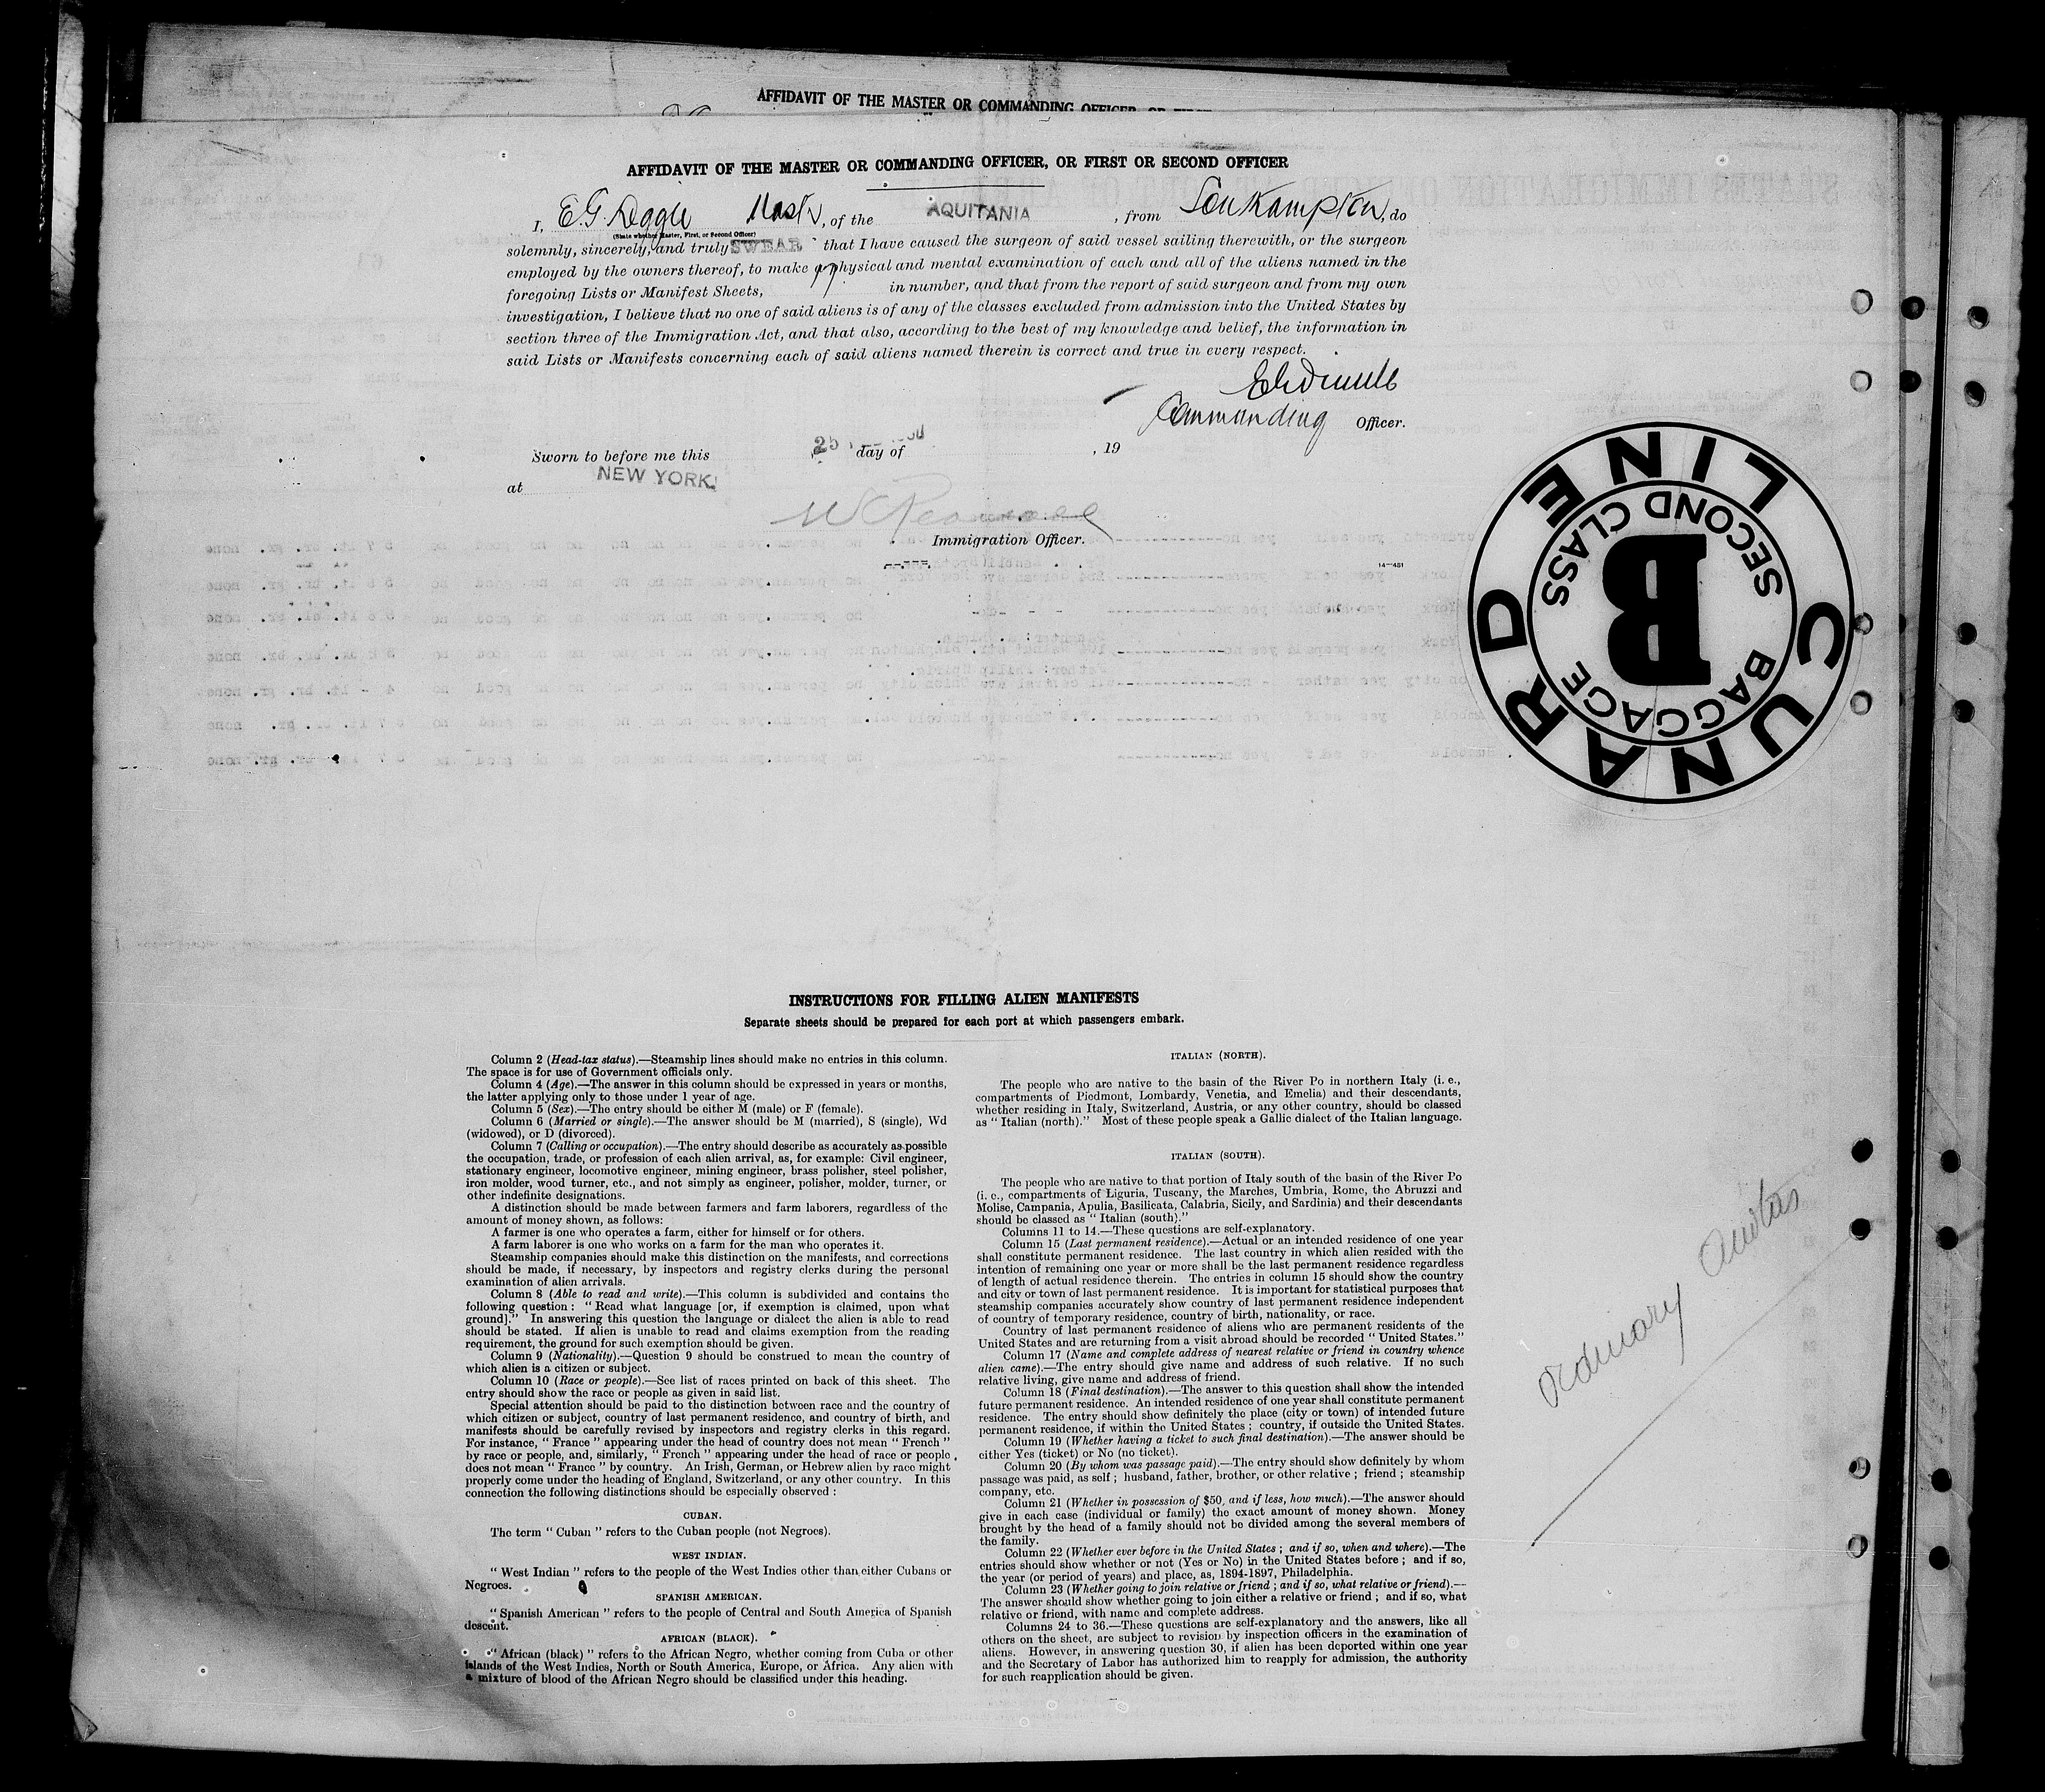 AFFIDAVIT OF THE MASTER OR COMMANDING OFFICER
AFFIDAVIT OF THE MASTER OR COMMANDING OFFICER, OR FIRST OR SECOND OFFICER
I, E G Diggle Master, of the AQUITANIA, from Southampton, do
(State whether Master, First, or Second Officer)
solemnly, sincerely, and truly SWEAR that I have caused the surgeon of said vessel sailing therewith, or the surgeon
employed by the owners thereof, to make a physical and mental examination of each and all of the aliens named in the
foregoing Lists or Manifest Sheets, in number, and that from the report of said surgeon and from my own
investigation, I believe that no one of said aliens is of any of the classes excluded from admission into the United States by
section three of the Immigration Act, and that also, according to the best of my knowledge and belief, the information in
said Lists or Manifests concerning each of said aliens named therein is correct and true in every respect.
Commanding Officer.
Sworn to before me this 25 day of , 19
at NEW YORK.
Immigration Officer.
14—481
CUNARD LINE
SECOND CLASS
B
BAGGAGE
INSTRUCTIONS FOR FILLING ALIEN MANIFESTS
Separate sheets should be prepared for each port at which passengers embark.
Column 2 (Head-tax status).—Steamship lines should make no entries in this column.
The space is for use of Government officials only.
Column 4 (Age).—The answer in this column should be expressed in years or months,
the latter applying only to those under 1 year of age.
Column 5 (Sex).—The entry should be either M (male) or F (female).
Column 6 (Married or single).—The answer should be M (married), S (single), Wd
(widowed), or D (divorced).
Column 7 (Calling or occupation).—The entry should describe as accurately as possible
the occupation, trade, or profession of each alien arrival, as, for example: Civil engineer,
stationary engineer, locomotive engineer, mining engineer, brass polisher, steel polisher,
iron molder, wood turner, etc., and not simply as engineer, polisher, molder, turner, or
other indefinite designations.
A distinction should be made between farmers and farm laborers, regardless of the
amount of money shown, as follows:
A farmer is one who operates a farm, either for himself or for others.
A farm laborer is one who works on a farm for the man who operates it.
Steamship companies should make this distinction on the manifests, and corrections
should be made, if necessary, by inspectors and registry clerks during the personal
examination of alien arrivals.
Column 8 (Able to read and write).—This column is subdivided and contains the
following question: "Read what language [or, if exemption is claimed, upon what
ground]." In answering this question the language or dialect the alien is able to read
should be stated. If alien is unable to read and claims exemption from the reading
requirement, the ground for such exemption should be given.
Column 9 (Nationality).—Question 9 should be construed to mean the country of
which alien is a citizen or subject.
Column 10 (Race or people).—See list of races printed on back of this sheet. The
entry should show the race or people as given in said list.
Special attention should be paid to the distinction between race and the country of
which citizen or subject, country of last permanent residence, and country of birth, and
manifests should be carefully revised by inspectors and registry clerks in this regard.
For instance, "France" appearing under the head of country does not mean "French"
by race or people, and, similarly, "French" appearing under the head of race or people,
does not mean "France" by country. An Irish, German, or Hebrew alien by race might
properly come under the heading of England, Switzerland, or any other country. In this
connection the following distinctions should be especially observed:
CUBAN.
The term "Cuban" refers to the Cuban people (not Negroes).
WEST INDIAN.
"West Indian" refers to the people of the West Indies other than either Cubans or
Negroes.
SPANISH AMERICAN.
"Spanish American" refers to the people of Central and South America of Spanish
descent.
AFRICAN (BLACK).
"African (black)" refers to the African Negro, whether coming from Cuba or other
islands of the West Indies, North or South America, Europe, or Africa. Any alien with
a mixture of blood of the African Negro should be classified under this heading.
ITALIAN (NORTH).
The people who are native to the basin of the River Po in northern Italy (i. e.,
compartments of Piedmont, Lombardy, Venetia, and Emelia) and their descendants,
whether residing in Italy, Switzerland, Austria, or any other country, should be classed
as "Italian (north)." Most of these people speak a Gallic dialect of the Italian language.
ITALIAN (SOUTH).
The people who are native to that portion of Italy south of the basin of the River Po
(i. e., compartments of Liguria, Tuscany, the Marches, Umbria, Rome, the Abruzzi and
Molise, Campania, Apulia, Basilicata, Calabria, Sicily, and Sardinia) and their descendants
should be classed as "Italian (south)."
Columns 11 to 14.—These questions are self-explanatory.
Column 15 (Last permanent residence).—Actual or an intended residence of one year
shall constitute permanent residence. The last country in which alien resided with the
intention of remaining one year or more shall be the last permanent residence regardless
of length of actual residence therein. The entries in column 15 should show the country
and city or town of last permanent residence. It is important for statistical purposes that
steamship companies accurately show country of last permanent residence independent
of country of temporary residence, country of birth, nationality, or race.
Country of last permanent residence of aliens who are permanent residents of the
United States and are returning from a visit abroad should be recorded "United States."
Column 17 (Name and complete address of nearest relative or friend in country whence
alien came).—The entry should give name and address of such relative. If no such
relative living, give name and address of friend.
Column 18 (Final destination).—The answer to this question shall show the intended
future permanent residence. An intended residence of one year shall constitute permanent
residence. The entry should show definitely the place (city or town) of intended future
permanent residence, if within the United States; country, if outside the United States.
Column 19 (Whether having a ticket to such final destination).—The answer should be
either Yes (ticket) or No (no ticket).
Column 20 (By whom was passage paid).—The entry should show definitely by whom
passage was paid, as self; husband, father, brother, or other relative; friend; steamship
company, etc.
Column 21 (Whether in possession of $50, and if less, how much).—The answer should
give in each case (individual or family) the exact amount of money shown. Money
brought by the head of a family should not be divided among the several members of
the family.
Column 22 (Whether ever before in the United States; and if so, when and where).—The
entries should show whether or not (Yes or No) in the United States before; and if so,
the year (or period of years) and place, as, 1894-1897, Philadelphia.
Column 23 (Whether going to join relative or friend; and if so, what relative or friend).—
The answer should show whether going to join either a relative or friend; and if so, what
relative or friend, with name and complete address.
Columns 24 to 36.—These questions are self-explanatory and the answers, like all
others on the sheet, are subject to revision by inspection officers in the examination of
aliens. However, in answering question 30, if alien has been deported within one year
and the Secretary of Labor has authorized him to reapply for admission, the authority
for such reapplication should be given.
ordinary